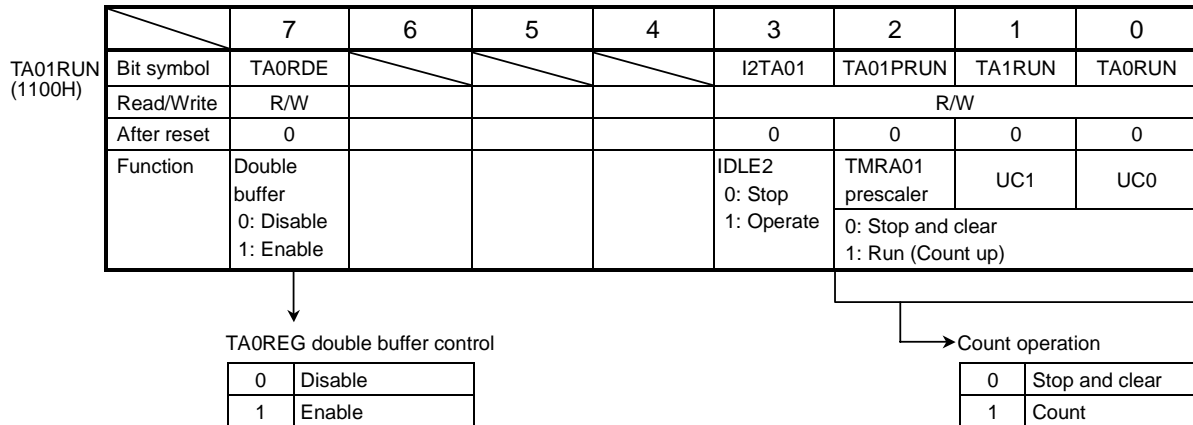 7 6 5 4 3 2 1 0
TA01RUN
(1100H)
Bit symbol TA0RDE I2TA01 TA01PRUN TA1RUN TA0RUN
Read/Write R/W R/W
After reset 0 0 0 0 0
Function Double buffer 0: Disable 1: Enable
IDLE2 0: Stop 1: Operate
TMRA01 prescaler
UC1
UC0
0: Stop and clear
1: Run (Count up)
TA0REG double buffer control
0 Disable
1 Enable
Count operation
0 Stop and clear
1 Count